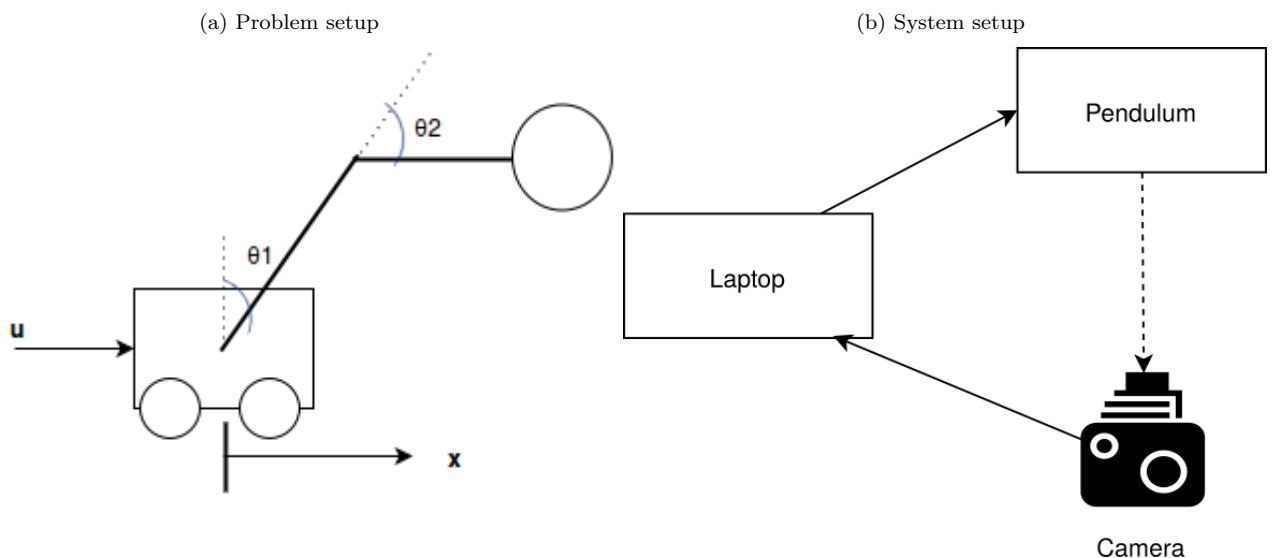 (a) Problem setup
θ2
θ1
u
x
(b) System setup
Pendulum
Laptop
Camera